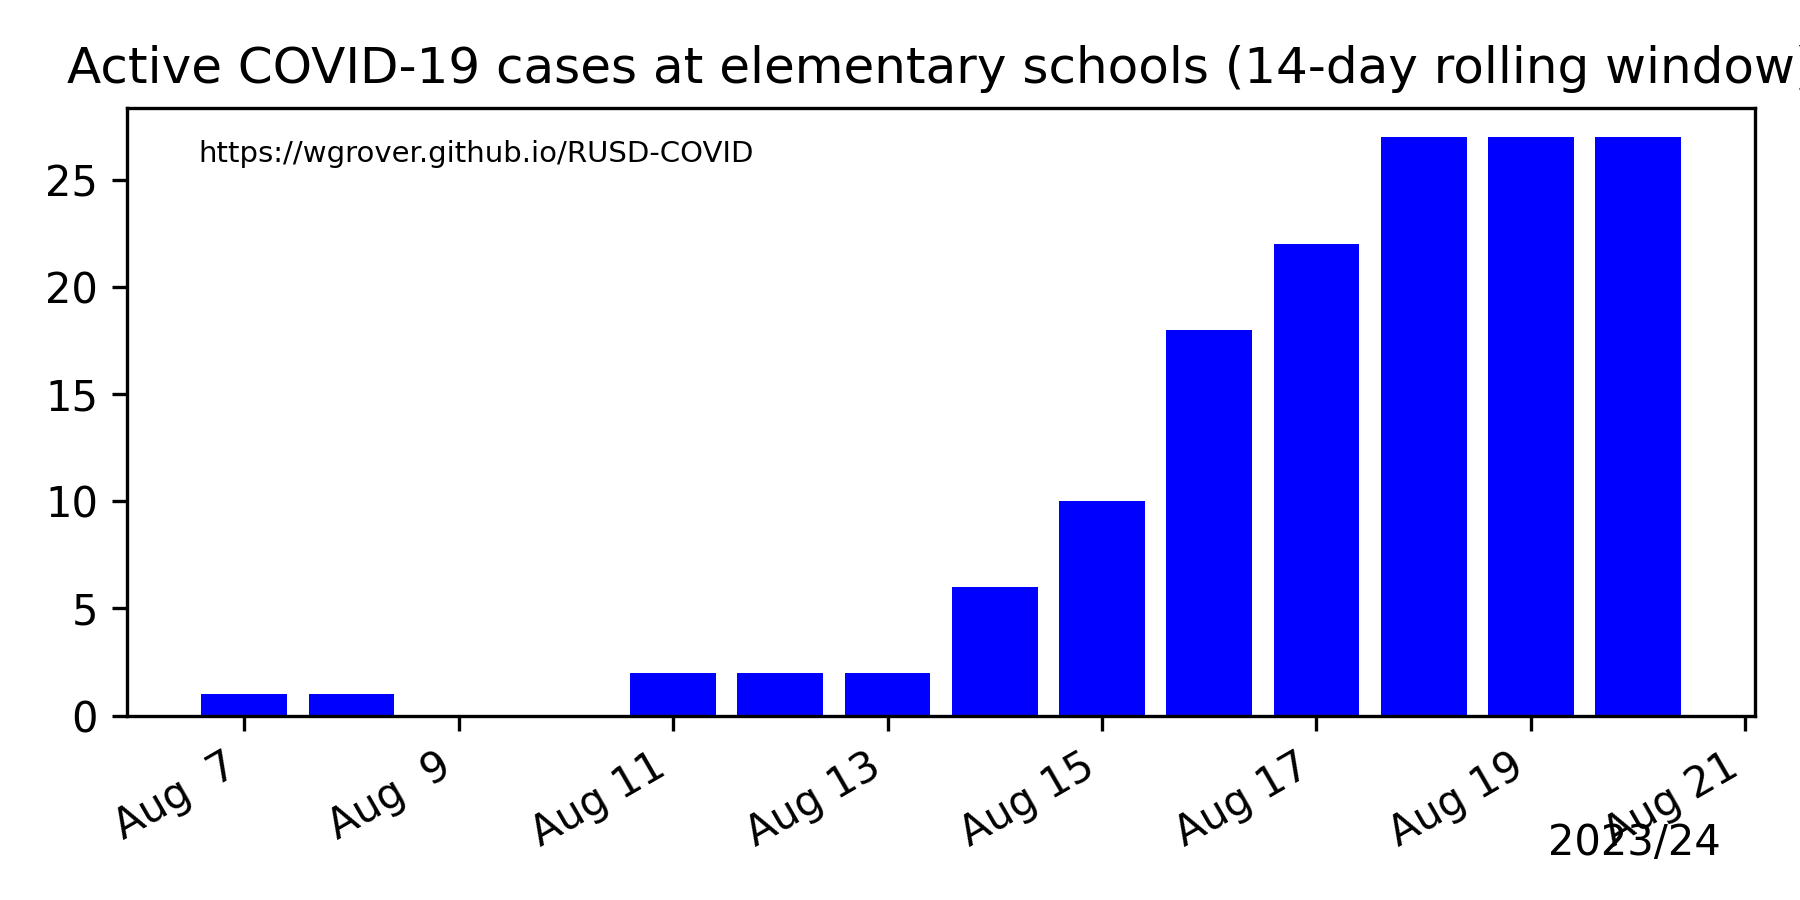 Active COVID-19 cases at elementary schools (14-day rolling window)
https://wgrover.github.io/RUSD-COVID
25
20
15
10
5
0
Aug 7
Aug 9
Aug 11
Aug 13
Aug 15
Aug 17
Aug 19
Aug 21
2023/24